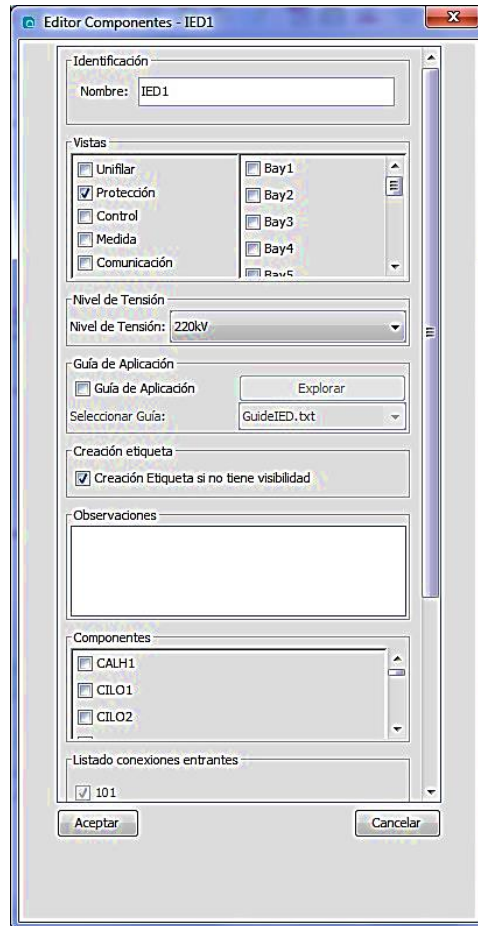 Editor Componentes - IED1
Identificación
Nombre: IED1
Vistas
Unifilar
Protección
Control
Medida
Comunicación
Bay1
Bay2
Bay3
Bay4
Bay5
Nivel de Tensión
Nivel de Tensión: 220kV
Guía de Aplicación
Guía de Aplicación Explorar
Seleccionar Guía: GuideIED.txt
Creación etiqueta
Creación Etiqueta si no tiene visibilidad
Observaciones
Componentes
CALH1
CILO1
CILO2
Listado conexiones entrantes
101
Aceptar Cancelar